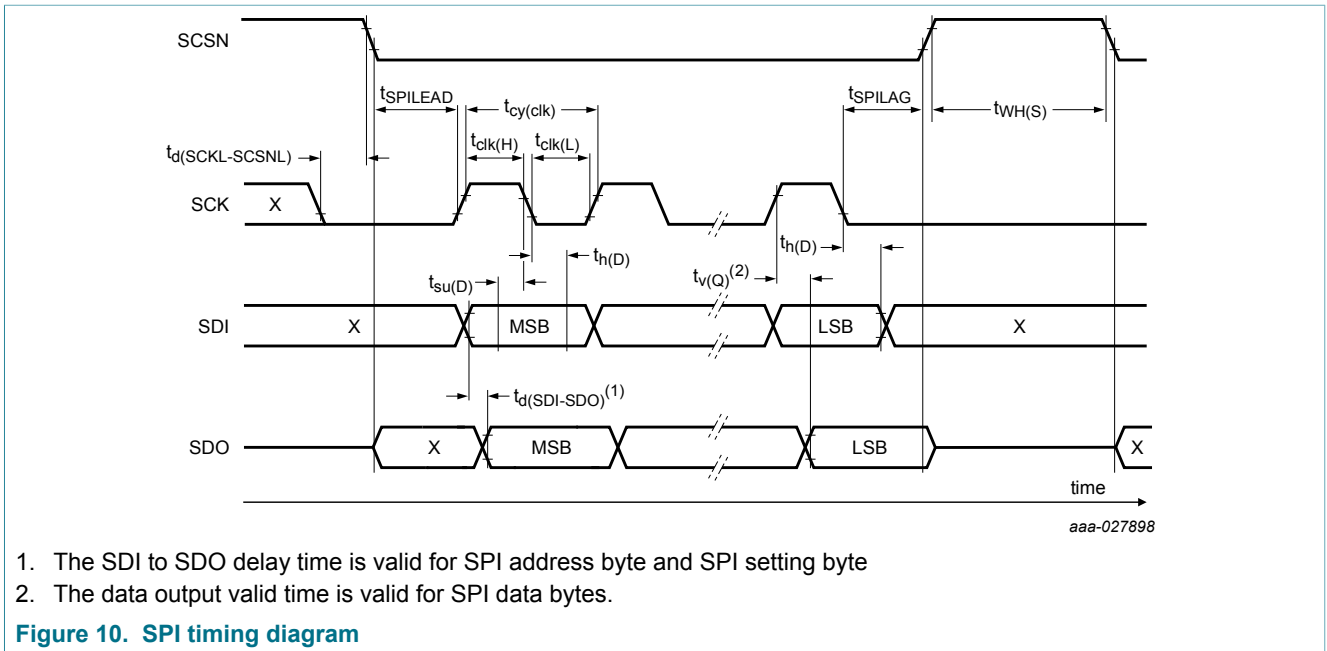 SCSN
tSPILEAD
tcy(clk)
tSPILAG
tWH(S)
tclk(H)
tclk(L)
td(SCKL-SCSNL)
SCK
X
th(D)
th(D)
tv(Q)(2)
tsu(D)
SDI
X
MSB
LSB
X
td(SDI-SDO)(1)
SDO
X
MSB
LSB
X
time
aaa-027898
1. The SDI to SDO delay time is valid for SPI address byte and SPI setting byte
2. The data output valid time is valid for SPI data bytes.
Figure 10. SPI timing diagram